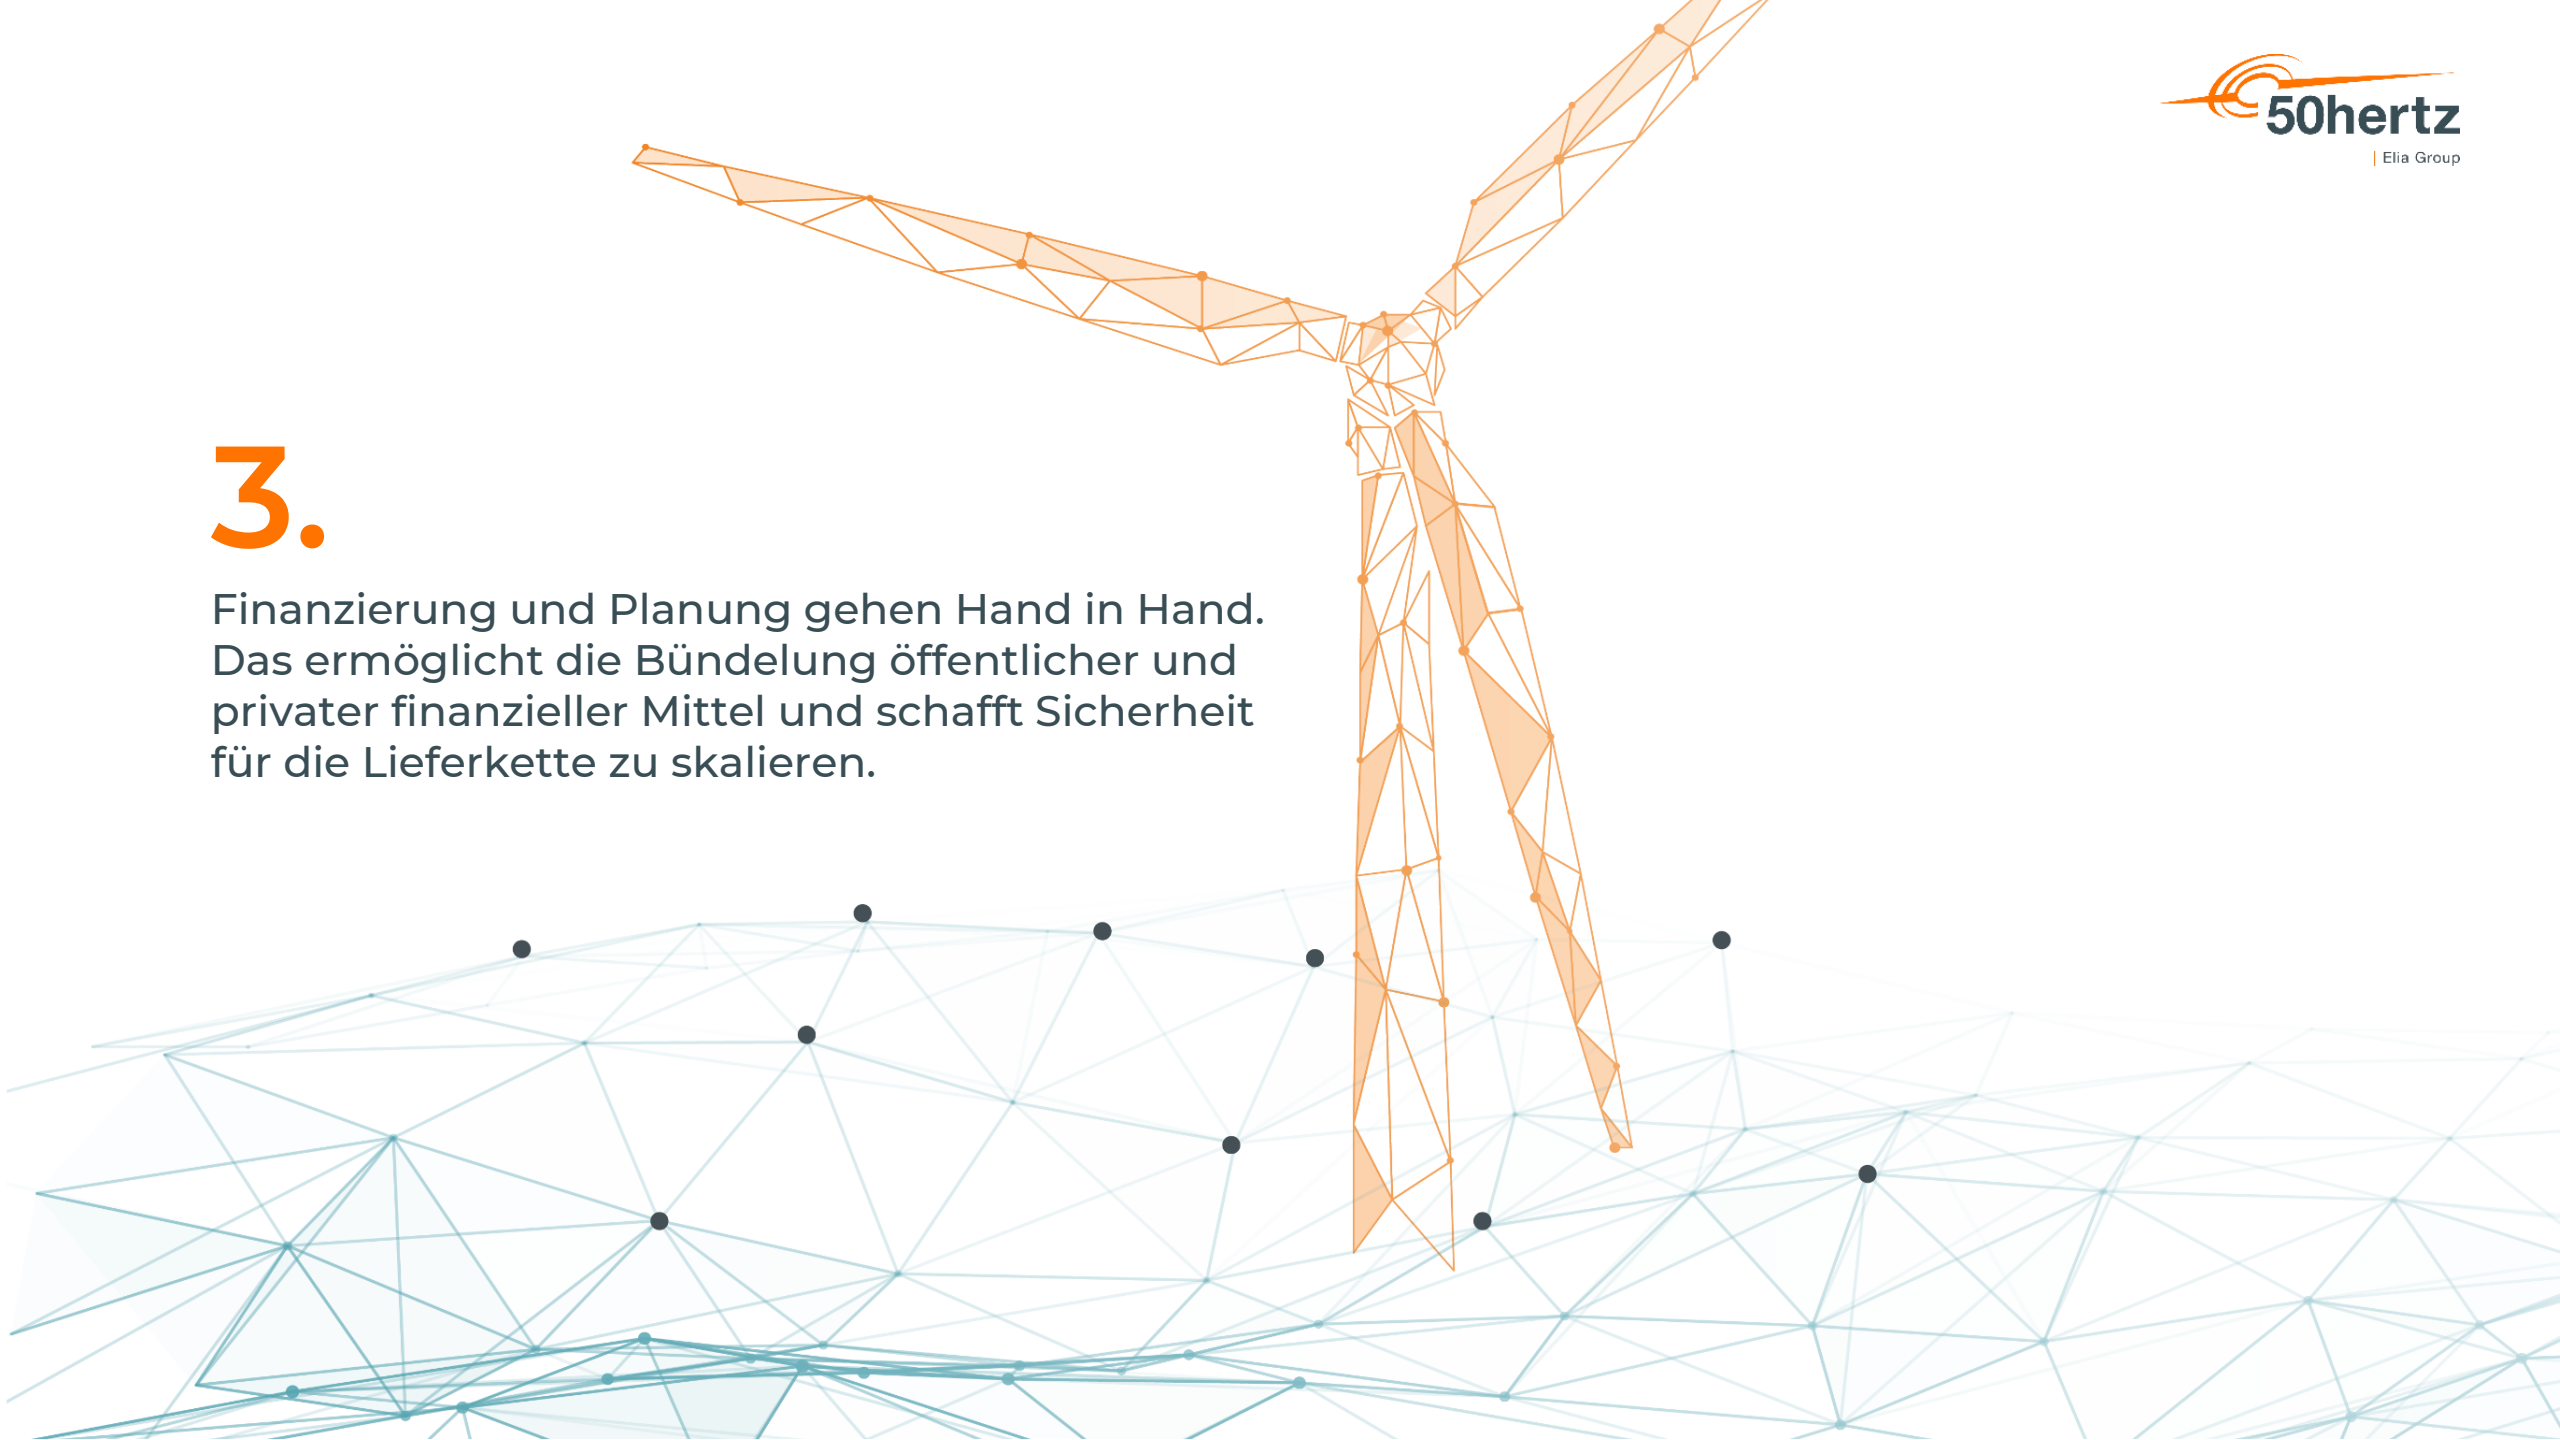 50hertz
| Elia Group
3.
Finanzierung und Planung gehen Hand in Hand.
Das ermöglicht die Bündelung öffentlicher und
privater finanzieller Mittel und schafft Sicherheit
für die Lieferkette zu skalieren.